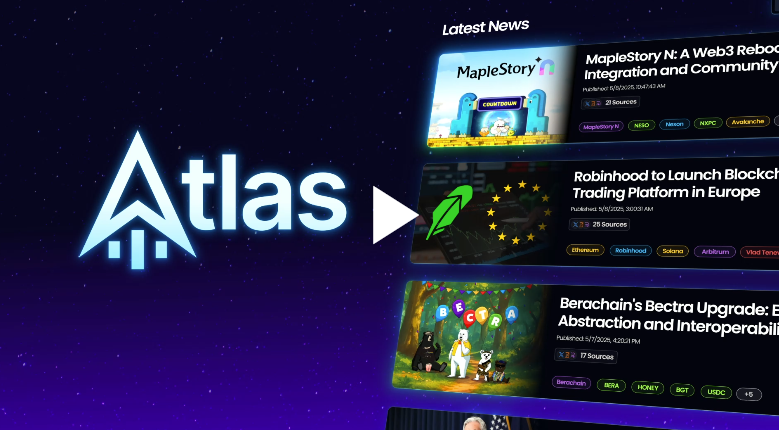 Atlas
Latest News
MapleStory n
COUNTDOWN
MapleStory N: A Web3 Reboo
Integration and Community
Published: 5/8/2025, 10:47:43 AM
21 Sources
MapleStory N NESO Nexon NXPC Avalanche
Robinhood to Launch Blockch
Trading Platform in Europe
Published: 5/8/2025, 3:00:31 AM
25 Sources
Ethereum Robinhood Solana Arbitrum Vlad Tenev
BECTRA
Berachain's Bectra Upgrade: E
Abstraction and Interoperabili
Published: 5/7/2025, 4:20:21 PM
17 Sources
Berachain BERA HONEY BGT USDC +5